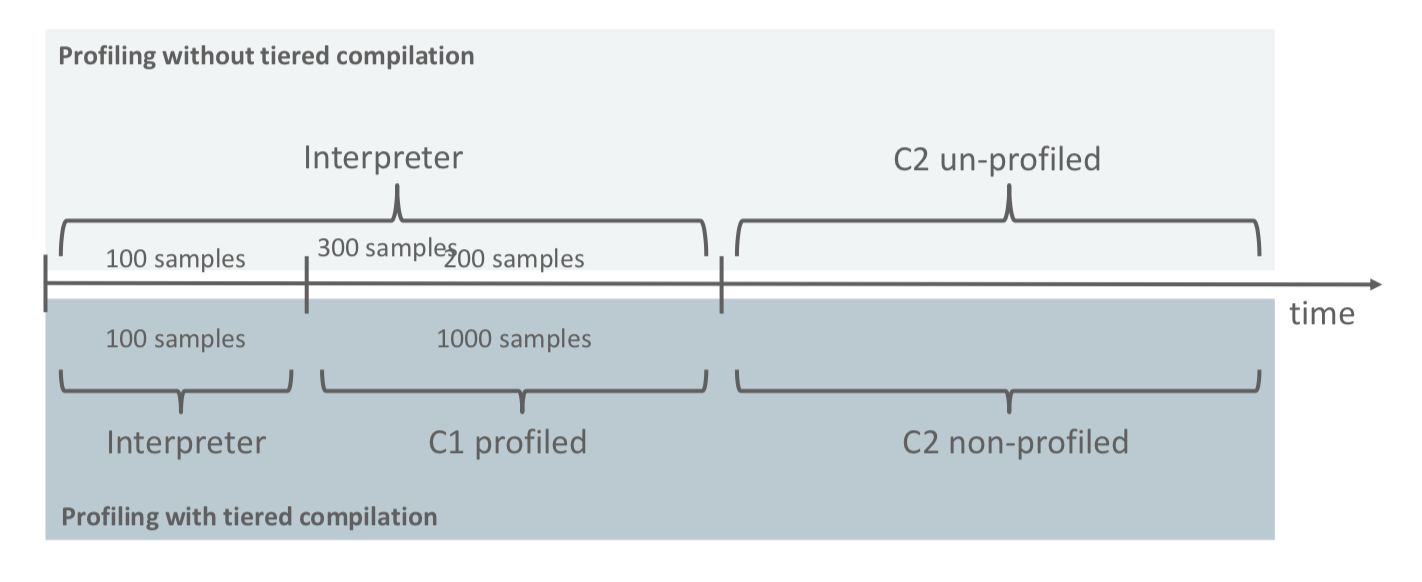 Profiling without tiered compilation
Interpreter
C2 un-profiled
100 samples
300 samples
200 samples
time
100 samples
1000 samples
Interpreter
C1 profiled
C2 non-profiled
Profiling with tiered compilation